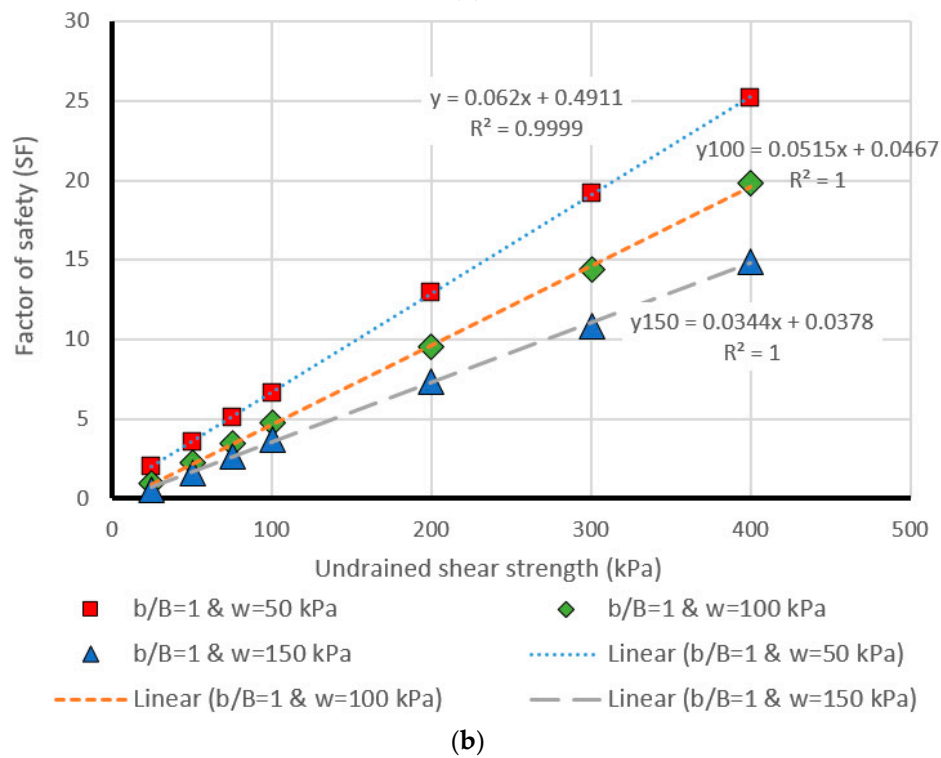 30
25
20
15
10
5
0
Factor of safety (SF)
y = 0.062x + 0.4911
R² = 0.9999
y100 = 0.0515x + 0.0467
R² = 1
y150 = 0.0344x + 0.0378
R² = 1
0 100 200 300 400 500
Undrained shear strength (kPa)
b/B=1 & w=50 kPa
b/B=1 & w=100 kPa
b/B=1 & w=150 kPa
Linear (b/B=1 & w=50 kPa)
Linear (b/B=1 & w=100 kPa)
Linear (b/B=1 & w=150 kPa)
(b)